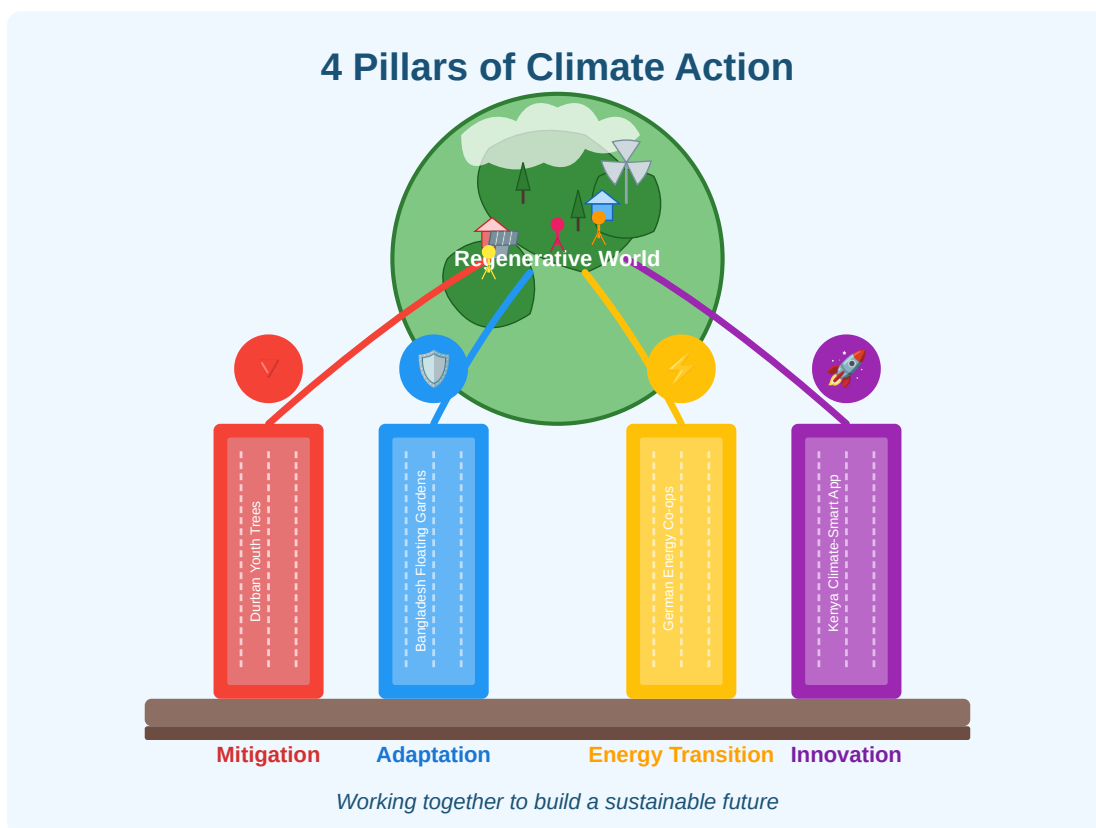 4 Pillars of Climate Action
Regenerative World
Durban Youth Trees
Bangladesh Floating Gardens
German Energy Co-ops
Kenya Climate-Smart App
Mitigation
Adaptation
Energy Transition
Innovation
Working together to build a sustainable future